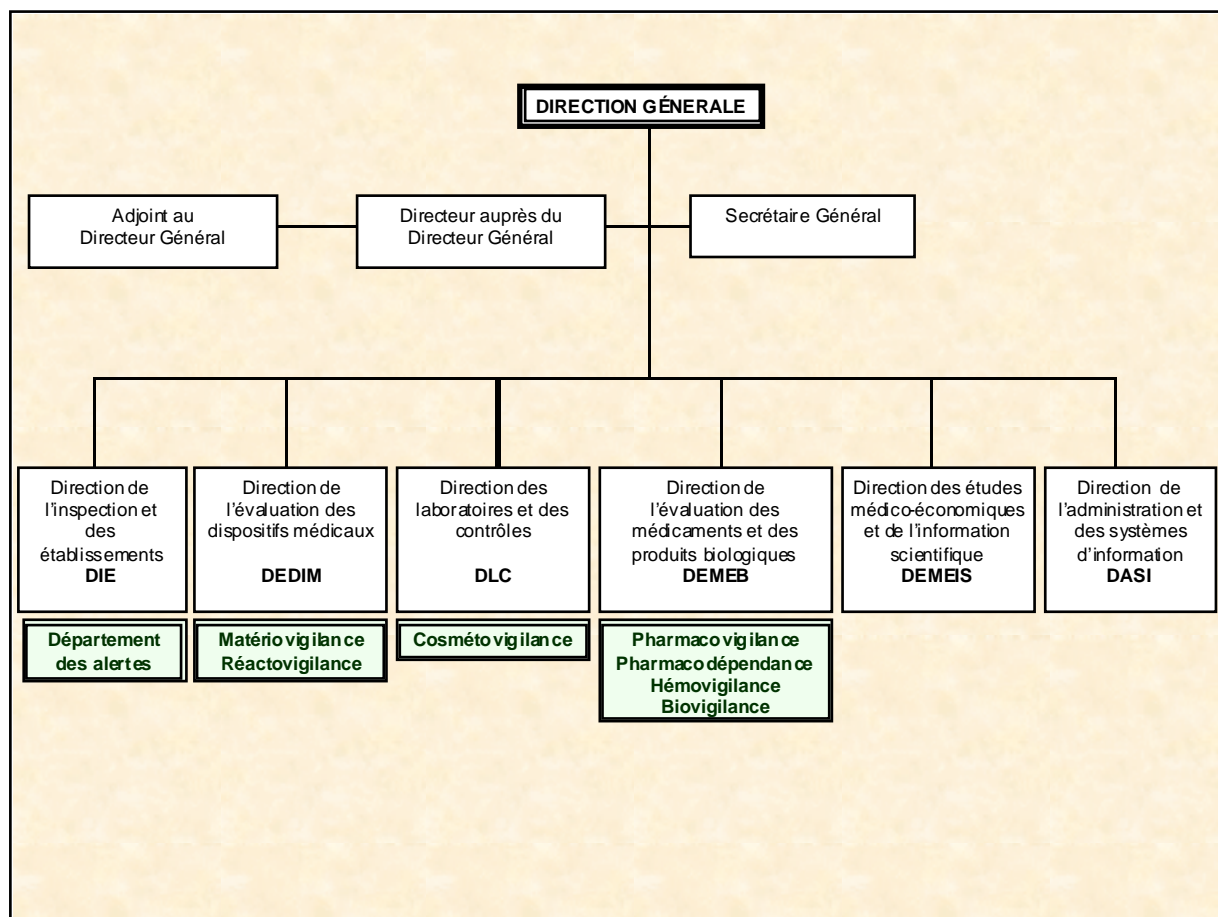 DIRECTION GÉNERALE
Adjoint au
Directeur Général
Directeur auprès du
Directeur Général
Secrétaire Général
Direction de
l'inspection et
des
établissements
DIE
Direction de
l'évaluation des
dispositifs médicaux
DEDIM
Direction des
laboratoires et des
contrôles
DLC
Direction de
l'évaluation des
médicaments et des
produits biologiques
DEMEB
Direction des études
médico-économiques
et de l'information
scientifique
DEMEIS
Direction de
l'administration et
des systèmes
d'information
DASI
Département
des alertes
Matériovigilance
Réactovigilance
Cosmétovigilance
Pharmacovigilance
Pharmacodépendance
Hémovigilance
Biovigilance